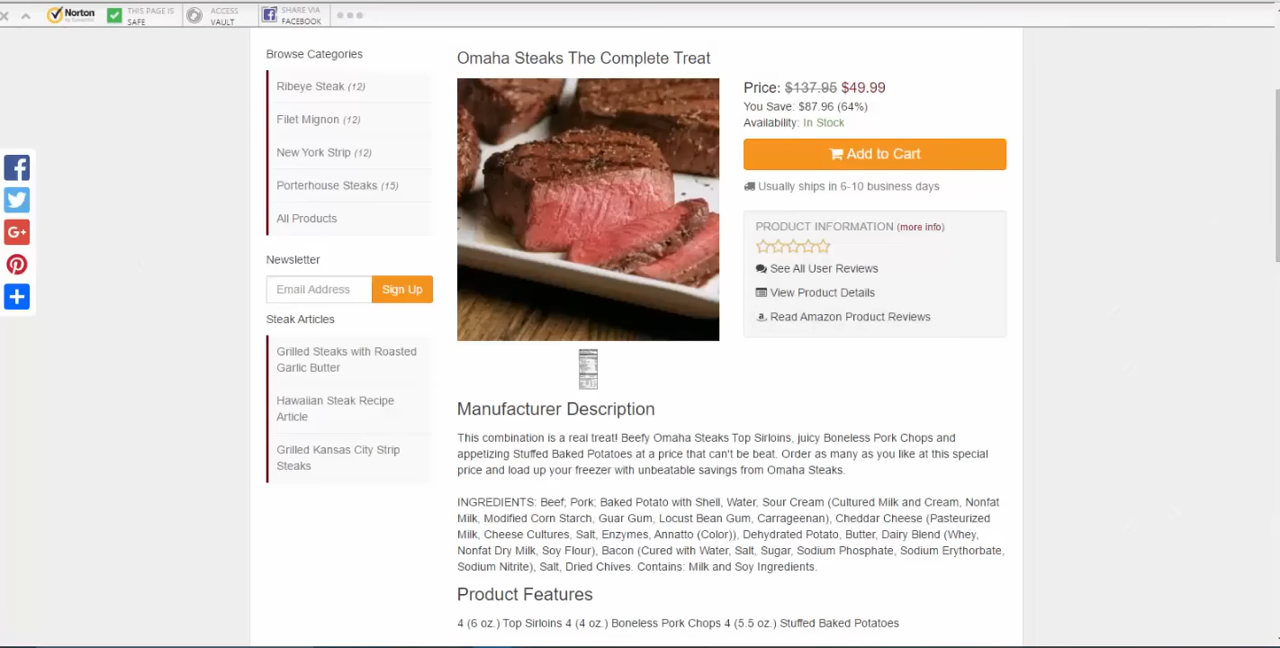 Norton
by Symantec
THIS PAGE IS
SAFE
ACCESS
VAULT
SHARE VIA
FACEBOOK
Browse Categories
Ribeye Steak (12)
Filet Mignon (12)
New York Strip (12)
Porterhouse Steaks (15)
All Products
Newsletter
Email Address
Sign Up
Steak Articles
Grilled Steaks with Roasted
Garlic Butter
Hawaiian Steak Recipe
Article
Grilled Kansas City Strip
Steaks
Omaha Steaks The Complete Treat
Price: $137.95 $49.99
You Save: $87.96 (64%)
Availability: In Stock
Add to Cart
Usually ships in 6-10 business days
PRODUCT INFORMATION (more info)
See All User Reviews
View Product Details
Read Amazon Product Reviews
Manufacturer Description
This combination is a real treat! Beefy Omaha Steaks Top Sirloins, juicy Boneless Pork Chops and
appetizing Stuffed Baked Potatoes at a price that can't be beat. Order as many as you like at this special
price and load up your freezer with unbeatable savings from Omaha Steaks.
INGREDIENTS: Beef; Pork; Baked Potato with Shell, Water, Sour Cream (Cultured Milk and Cream, Nonfat
Milk, Modified Corn Starch, Guar Gum, Locust Bean Gum, Carrageenan), Cheddar Cheese (Pasteurized
Milk, Cheese Cultures, Salt, Enzymes, Annatto (Color)), Dehydrated Potato, Butter, Dairy Blend (Whey,
Nonfat Dry Milk, Soy Flour), Bacon (Cured with Water, Salt, Sugar, Sodium Phosphate, Sodium Erythorbate,
Sodium Nitrite), Salt, Dried Chives. Contains: Milk and Soy Ingredients.
Product Features
4 (6 oz.) Top Sirloins 4 (4 oz.) Boneless Pork Chops 4 (5.5 oz.) Stuffed Baked Potatoes